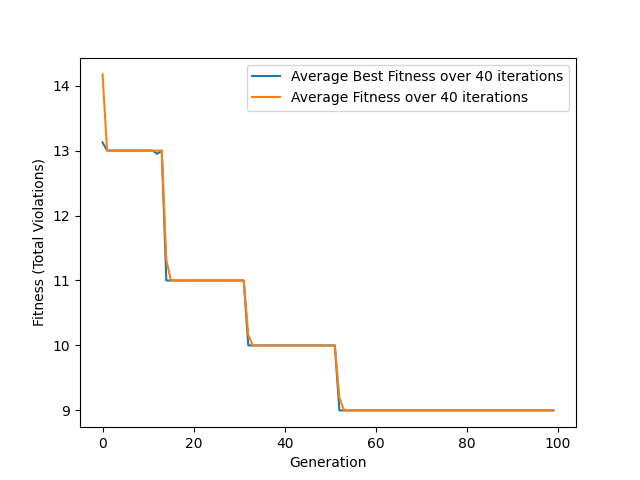 Average Best Fitness over 40 iterations
Average Fitness over 40 iterations
Fitness (Total Violations)
14
13
12
11
10
9
0 20 40 60 80 100
Generation